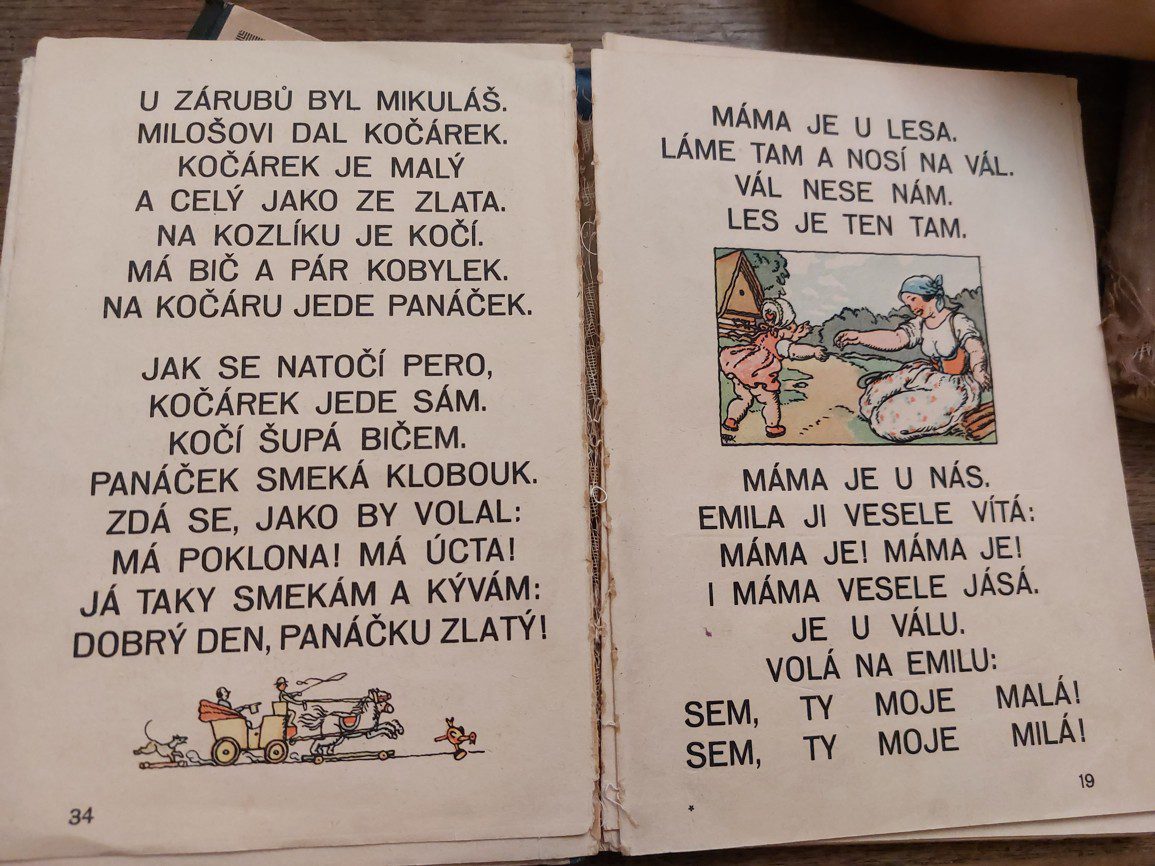 U ZÁRUBŮ BYL MIKULÁŠ.
MILOŠOVI DAL KOČÁREK.
KOČÁREK JE MALÝ
A CELÝ JAKO ZE ZLATA.
NA KOZLÍKU JE KOČÍ.
MÁ BIČ A PÁR KOBYLEK.
NA KOČÁRU JEDE PANÁČEK.
JAK SE NATOČÍ PERO,
KOČÁREK JEDE SÁM.
KOČÍ ŠUPÁ BIČEM.
PANÁČEK SMEKÁ KLOBOUK.
ZDÁ SE, JAKO BY VOLAL:
MÁ POKLONA! MÁ ÚCTA!
JÁ TAKY SMEKÁM A KÝVÁM:
DOBRÝ DEN, PANÁČKU ZLATÝ!
34
MÁMA JE U LESA.
LÁME TAM A NOSÍ NA VÁL.
VÁL NESE NÁM.
LES JE TEN TAM.
MÁMA JE U NÁS.
EMILA JI VESELE VÍTÁ:
MÁMA JE! MÁMA JE!
I MÁMA VESELE JÁSÁ.
JE U VÁLU.
VOLÁ NA EMILU:
SEM, TY MOJE MALÁ!
SEM, TY MOJE MILÁ!
19
*